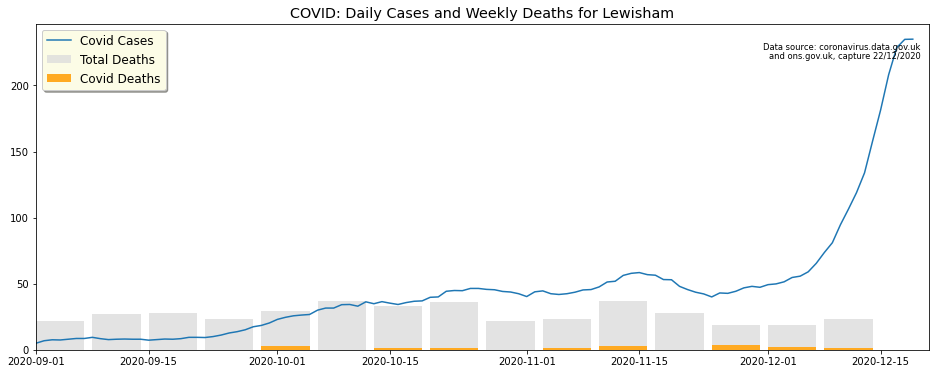 COVID: Daily Cases and Weekly Deaths for Lewisham
Covid Cases
Total Deaths
Covid Deaths
Data source: coronavirus.data.gov.uk
and ons.gov.uk, capture 22/12/2020
200
150
100
50
0
2020-09-01 2020-09-15 2020-10-01 2020-10-15 2020-11-01 2020-11-15 2020-12-01 2020-12-15